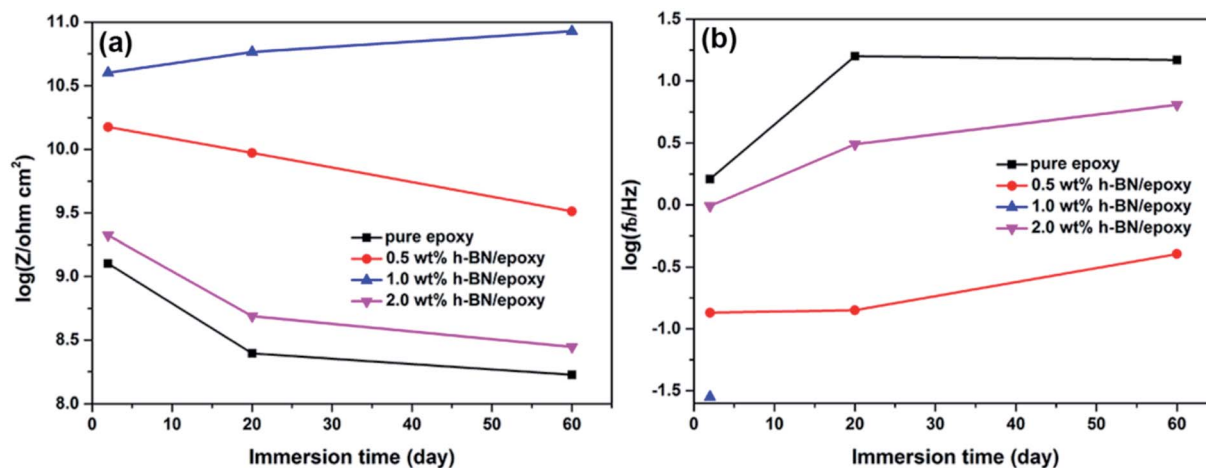 (a)
11.0
10.5
10.0
9.5
9.0
8.5
8.0
log(Z/ohm cm²)
pure epoxy
0.5 wt% h-BN/epoxy
1.0 wt% h-BN/epoxy
2.0 wt% h-BN/epoxy
0 10 20 30 40 50 60
Immersion time (day)
(b)
1.5
1.0
0.5
0.0
-0.5
-1.0
-1.5
log(fb/Hz)
pure epoxy
0.5 wt% h-BN/epoxy
1.0 wt% h-BN/epoxy
2.0 wt% h-BN/epoxy
0 20 40 60
Immersion time (day)